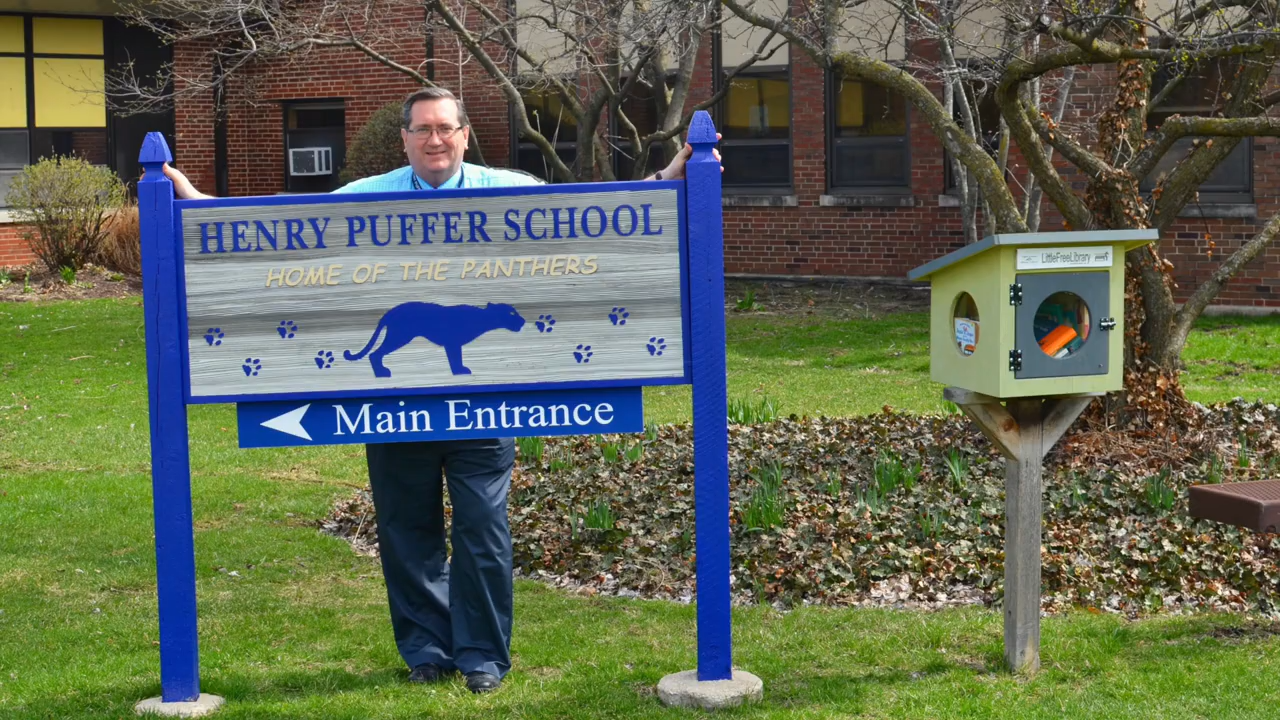 HENRY PUFFER SCHOOL
HOME OF THE PANTHERS
Main Entrance
LittleFreeLibrary